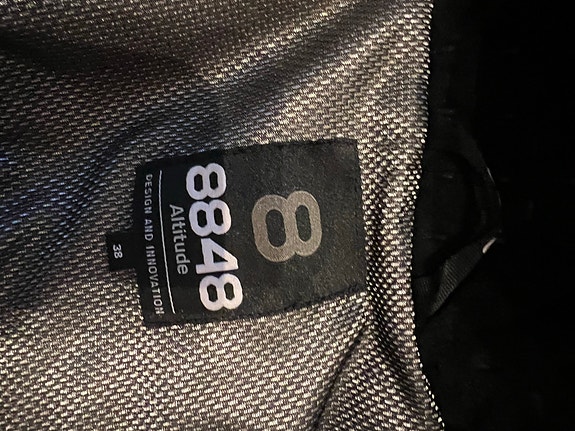 8
8848
Altitude
DESIGN AND INNOVATION
38